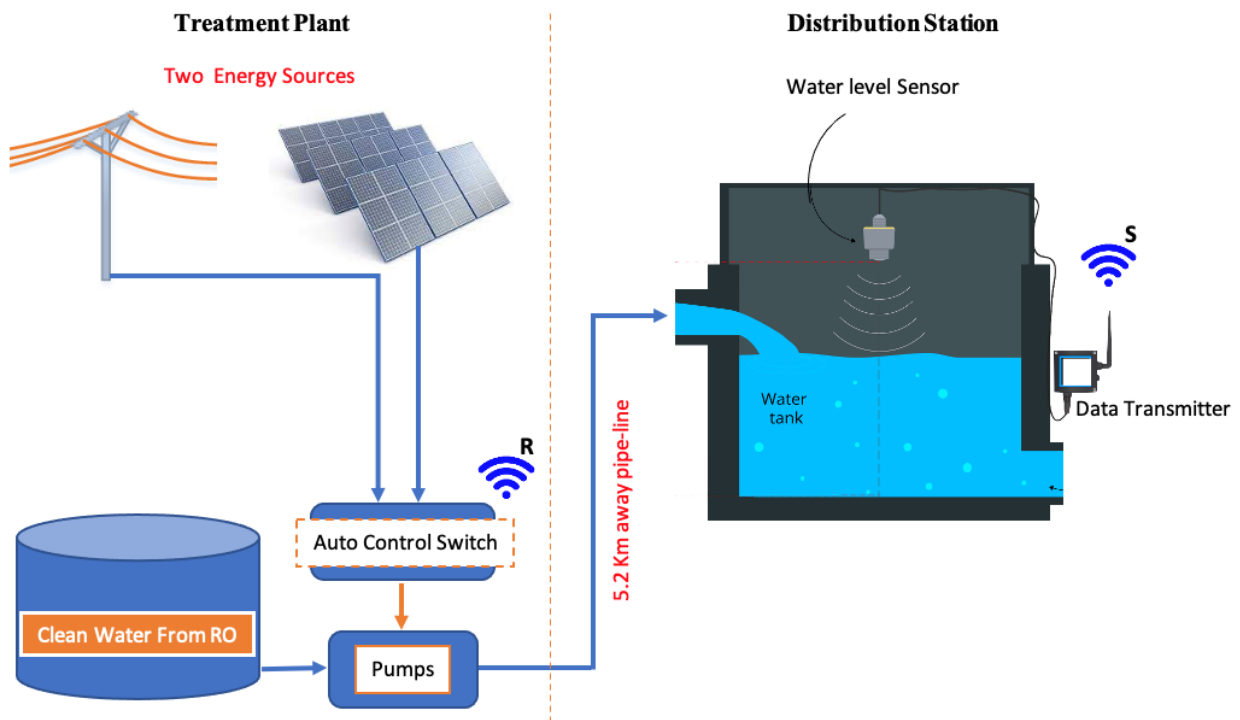 Treatment Plant
Distribution Station
Two Energy Sources
Water level Sensor
S
Water
tank
Data Transmitter
R
5.2 Km away pipe-line
Auto Control Switch
Clean Water From RO
Pumps